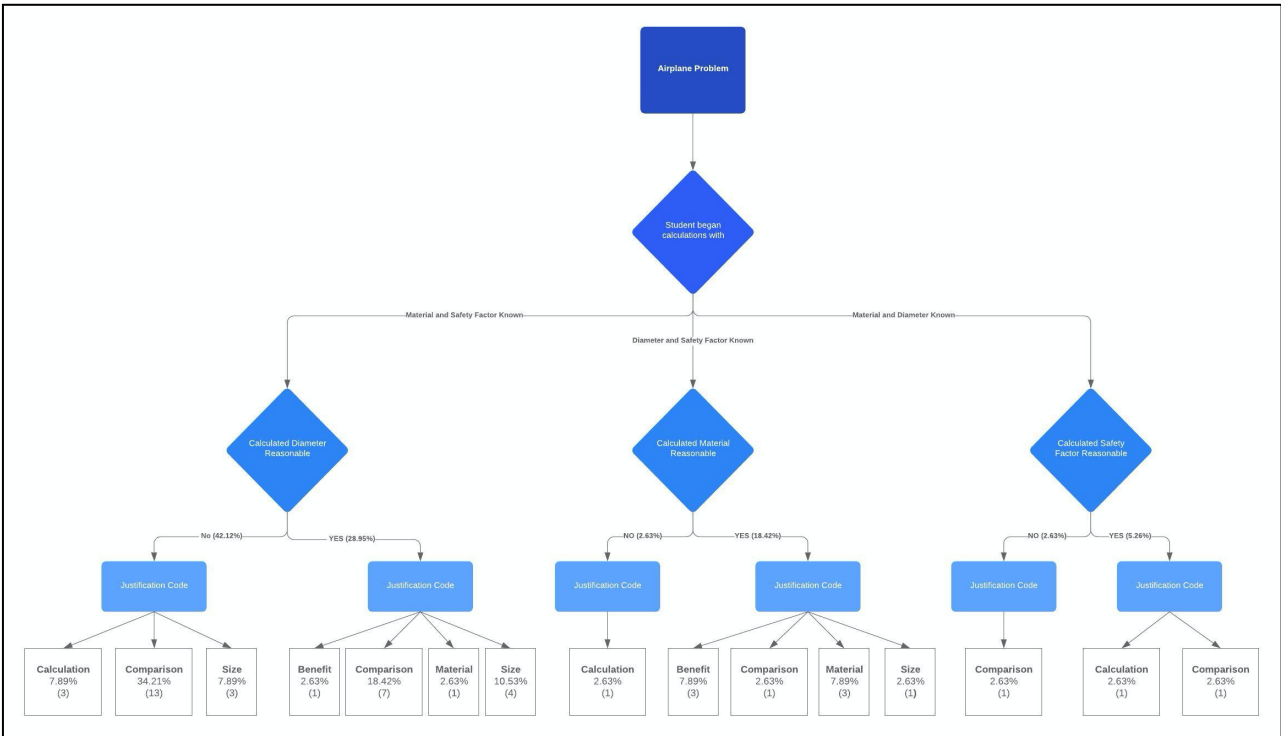 Airplane Problem
Student began
calculations with
Material and Safety Factor Known
Material and Diameter Known
Diameter and Safety Factor Known
Calculated Diameter
Reasonable
Calculated Material
Reasonable
Calculated Safety
Factor Reasonable
No (42.12%)
YES (28.95%)
NO (2.63%)
YES (18.42%)
NO (2.63%)
YES (5.26%)
Justification Code
Justification Code
Justification Code
Justification Code
Justification Code
Justification Code
Calculation
7.89%
(3)
Comparison
34.21%
(13)
Size
7.89%
(3)
Benefit
2.63%
(1)
Comparison
18.42%
(7)
Material
2.63%
(1)
Size
10.53%
(4)
Calculation
2.63%
(1)
Benefit
7.89%
(3)
Comparison
2.63%
(1)
Material
7.89%
(3)
Size
2.63%
(1)
Comparison
2.63%
(1)
Calculation
2.63%
(1)
Comparison
2.63%
(1)